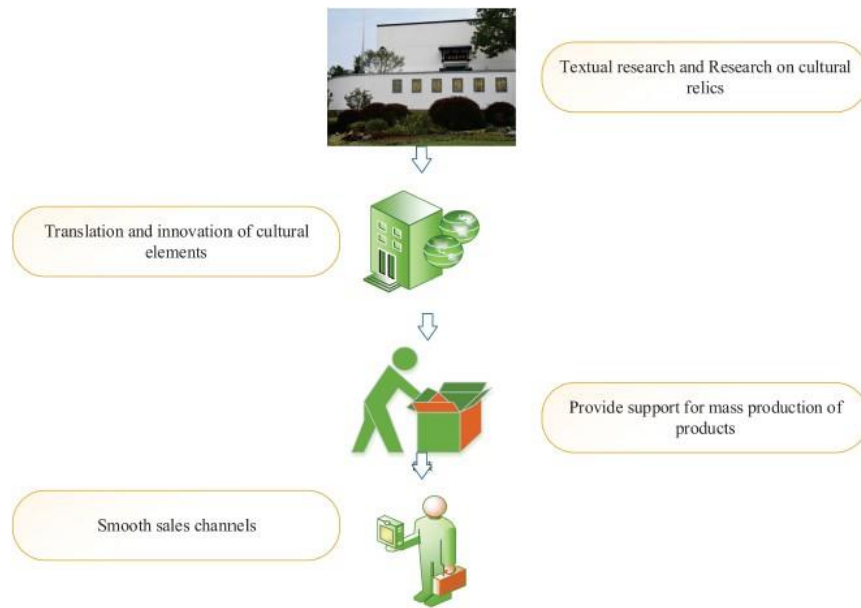 Textual research and Research on cultural
relics
Translation and innovation of cultural
elements
Provide support for mass production of
products
Smooth sales channels